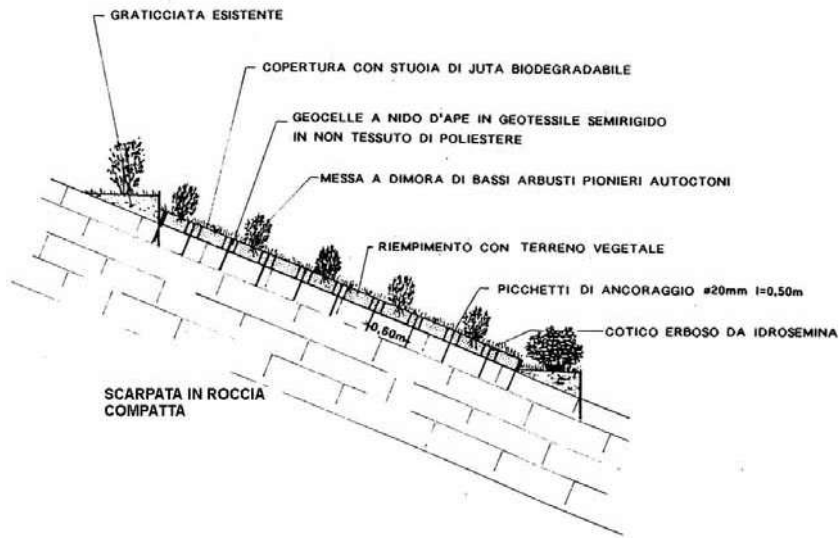 GRATICCIATA ESISTENTE
COPERTURA CON STUOIA DI JUTA BIODEGRADABILE
GEOCELLE A NIDO D'APE IN GEOTESSILE SEMIRIGIDO
IN NON TESSUTO DI POLIESTERE
MESSA A DIMORA DI BASSI ARBUSTI PIONIERI AUTOCTONI
RIEMPIMENTO CON TERRENO VEGETALE
PICCHETTI DI ANCORAGGIO ø20mm l=0,50m
COTICO ERBOSO DA IDROSEMINA
0,60m
SCARPATA IN ROCCIA
COMPATTA